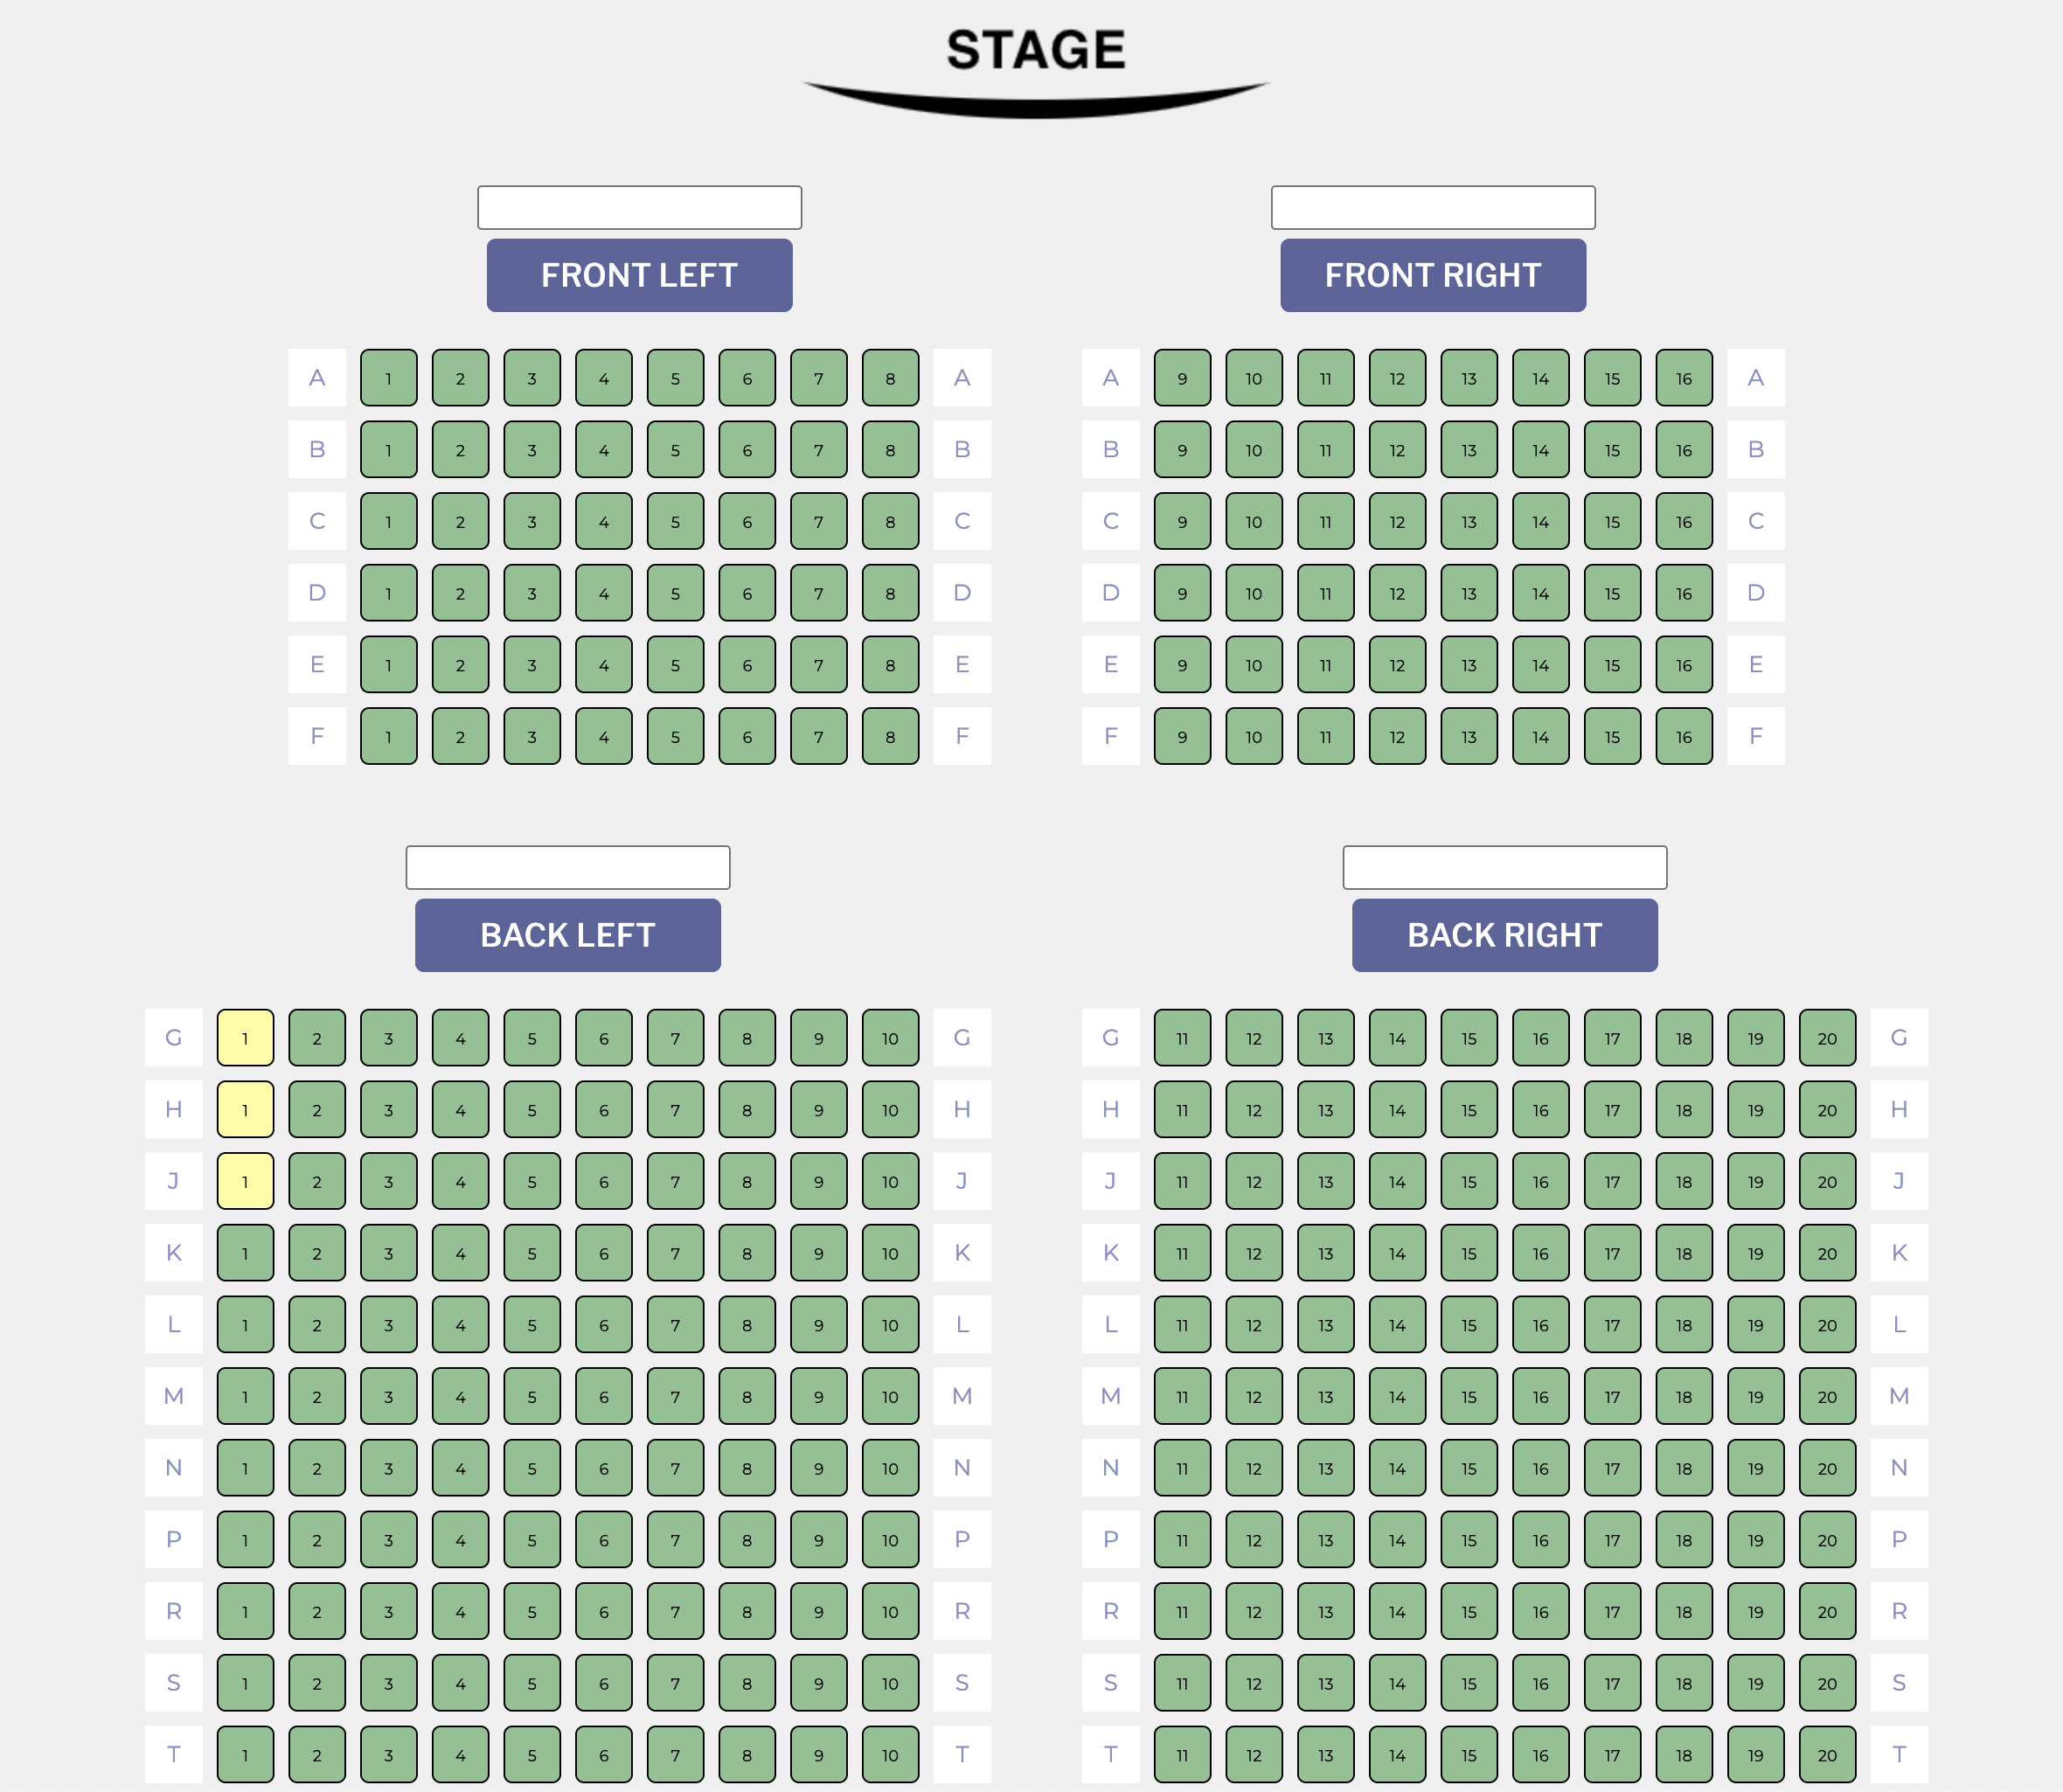 STAGE
FRONT LEFT FRONT RIGHT
A 1 2 3 4 5 6 7 8 A A 9 10 11 12 13 14 15 16 A
B 1 2 3 4 5 6 7 8 B B 9 10 11 12 13 14 15 16 B
C 1 2 3 4 5 6 7 8 C C 9 10 11 12 13 14 15 16 C
D 1 2 3 4 5 6 7 8 D D 9 10 11 12 13 14 15 16 D
E 1 2 3 4 5 6 7 8 E E 9 10 11 12 13 14 15 16 E
F 1 2 3 4 5 6 7 8 F F 9 10 11 12 13 14 15 16 F
BACK LEFT BACK RIGHT
G 1 2 3 4 5 6 7 8 9 10 G G 11 12 13 14 15 16 17 18 19 20 G
H 1 2 3 4 5 6 7 8 9 10 H H 11 12 13 14 15 16 17 18 19 20 H
J 1 2 3 4 5 6 7 8 9 10 J J 11 12 13 14 15 16 17 18 19 20 J
K 1 2 3 4 5 6 7 8 9 10 K K 11 12 13 14 15 16 17 18 19 20 K
L 1 2 3 4 5 6 7 8 9 10 L L 11 12 13 14 15 16 17 18 19 20 L
M 1 2 3 4 5 6 7 8 9 10 M M 11 12 13 14 15 16 17 18 19 20 M
N 1 2 3 4 5 6 7 8 9 10 N N 11 12 13 14 15 16 17 18 19 20 N
P 1 2 3 4 5 6 7 8 9 10 P P 11 12 13 14 15 16 17 18 19 20 P
R 1 2 3 4 5 6 7 8 9 10 R R 11 12 13 14 15 16 17 18 19 20 R
S 1 2 3 4 5 6 7 8 9 10 S S 11 12 13 14 15 16 17 18 19 20 S
T 1 2 3 4 5 6 7 8 9 10 T T 11 12 13 14 15 16 17 18 19 20 T